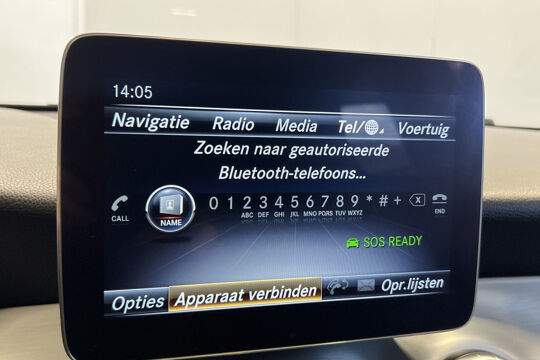 14:05
Navigatie Radio Media Tel/ Voertuig
Zoeken naar geautoriseerde
Bluetooth-telefoons...
0 1 2 3 4 5 6 7 8 9 * # +
ABC DEF GHI JKL MNO PQRS TUV WXYZ
CALL NAME END
SOS READY
Opties Apparaat verbinden Opr.lijsten